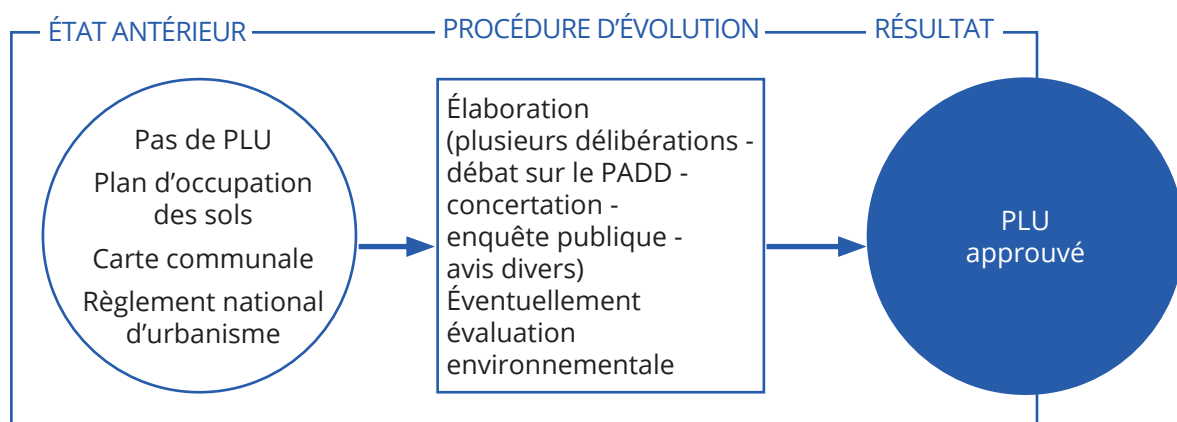 ÉTAT ANTÉRIEUR
PROCÉDURE D'ÉVOLUTION
RÉSULTAT
Pas de PLU
Plan d'occupation
des sols
Carte communale
Règlement national
d'urbanisme
Élaboration
(plusieurs délibérations -
débat sur le PADD -
concertation -
enquête publique -
avis divers)
Éventuellement
évaluation
environnementale
PLU
approuvé